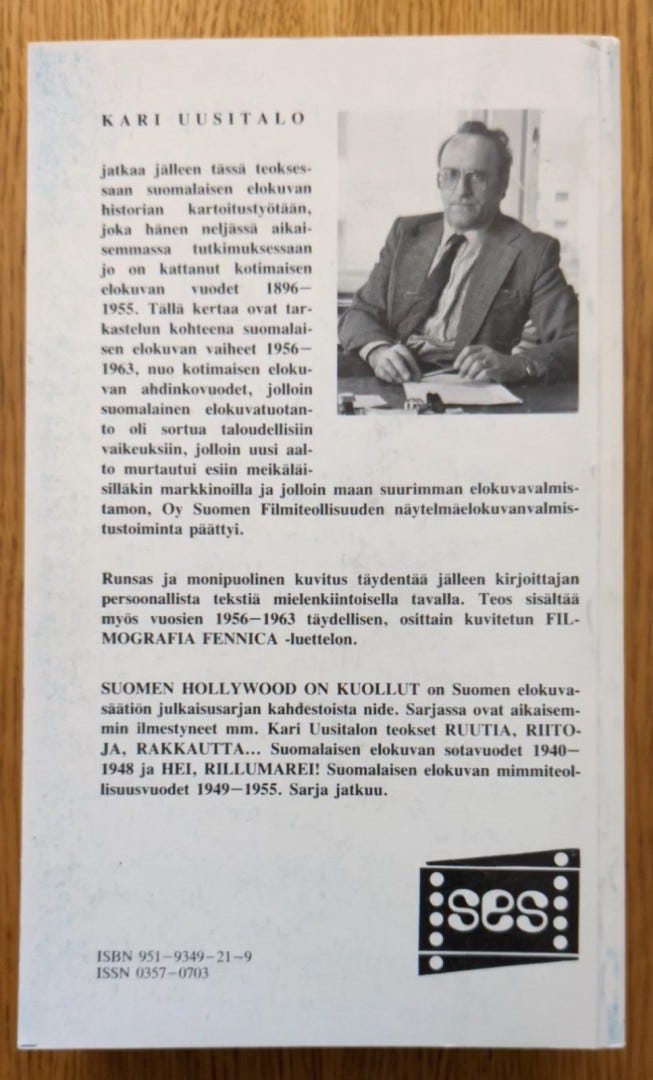 KARI UUSITALO
jatkaa jälleen tässä teokses-
saan suomalaisen elokuvan
historian kartoitustyötään,
joka hänen neljässä aikai-
semmassa tutkimuksessaan
jo on kattanut kotimaisen
elokuvan vuodet 1896—
1955. Tällä kertaa ovat tar-
kastelun kohteena suomalai-
sen elokuvan vaiheet 1956—
1963, nuo kotimaisen eloku-
van ahdinkovuodet, jolloin
suomalainen elokuvatuotan-
to oli sortua taloudellisiin
vaikeuksiin, jolloin uusi aal-
to murtautui esiin meikäläi-
silläkin markkinoilla ja jolloin maan suurimman elokuvavalmis-
tamon, Oy Suomen Filmiteollisuuden näytelmäelokuvanvalmis-
tustoiminta päättyi.
Runsas ja monipuolinen kuvitus täydentää jälleen kirjoittajan
persoonallista tekstiä mielenkiintoisella tavalla. Teos sisältää
myös vuosien 1956—1963 täydellisen, osittain kuvitetun FIL-
MOGRAFIA FENNICA -luettelon.
SUOMEN HOLLYWOOD ON KUOLLUT on Suomen elokuva-
säätiön julkaisusarjan kahdestoista nide. Sarjassa ovat aikaisem-
min ilmestyneet mm. Kari Uusitalon teokset RUUTIA, RIITO-
JA, RAKKAUTTA... Suomalaisen elokuvan sotavuodet 1940—
1948 ja HEI, RILLUMAREI! Suomalaisen elokuvan mimmiteol-
lisuusvuodet 1949—1955. Sarja jatkuu.
ses
ISBN 951—9349—21—9
ISSN 0357—0703